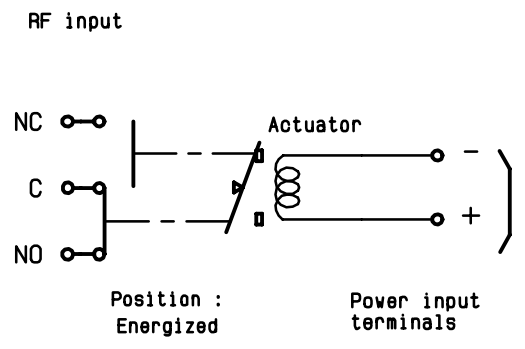 RF input
NC
Actuator
-
C
+
NO
Position :
Energized
Power input
terminals